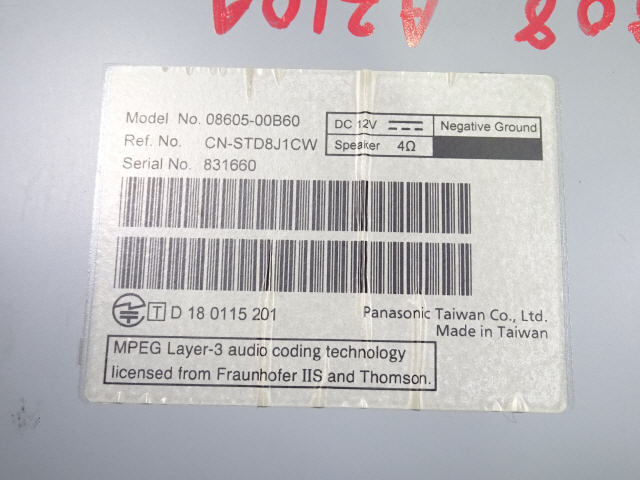 508 A2101
Model No. 08605-00B60
DC 12V
Negative Ground
Ref. No. CN-STD8J1CW
Speaker 4Ω
Serial No. 831660
T D 18 0115 201
Panasonic Taiwan Co., Ltd.
Made in Taiwan
MPEG Layer-3 audio coding technology
licensed from Fraunhofer IIS and Thomson.